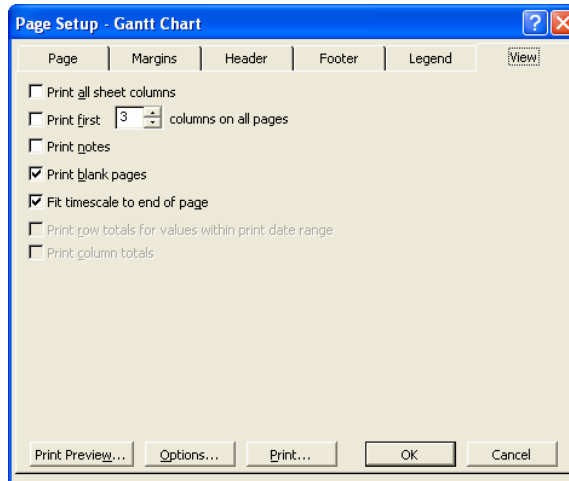 Page Setup - Gantt Chart
Page Margins Header Footer Legend View
Print all sheet columns
Print first 3 columns on all pages
Print notes
Print blank pages
Fit timescale to end of page
Print row totals for values within print date range
Print column totals
Print Preview... Options... Print... OK Cancel